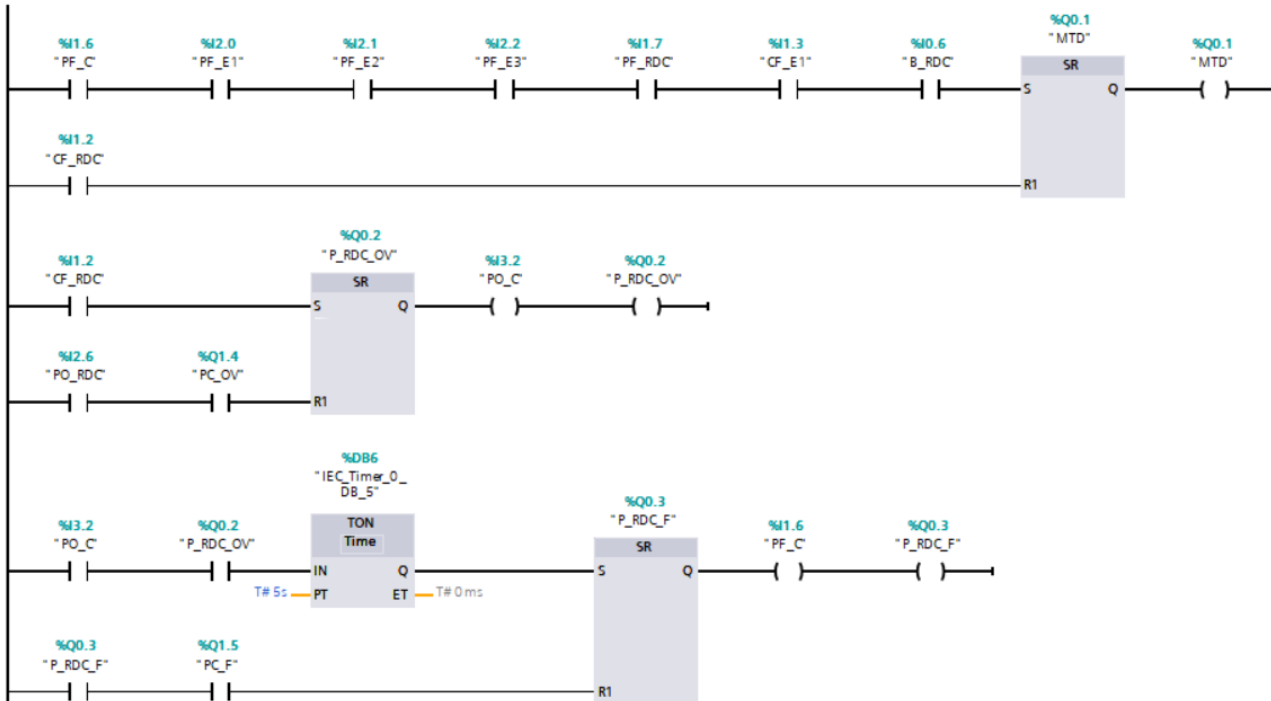 %Q0.1
"MTD"
%I1.6 %I2.0 %I2.1 %I2.2 %I1.7 %I1.3 %I0.6 %Q0.1
"PF_C" "PF_E1" "PF_E2" "PF_E3" "PF_RDC" "CF_E1" "B_RDC" SR "MTD"
S Q
%I1.2
"CF_RDC"
R1
%Q0.2
"P_RDC_OV"
%I1.2 %I3.2 %Q0.2
"CF_RDC" SR "PO_C" "P_RDC_OV"
S Q
%I2.6 %Q1.4
"PO_RDC" "PC_OV"
R1
%DB6
"IEC_Timer_0_
DB_5"
%Q0.3
"P_RDC_F"
%I3.2 %Q0.2 TON %I1.6 %Q0.3
"PO_C" "P_RDC_OV" Time SR "PF_C" "P_RDC_F"
IN Q S Q
T#5s PT ET T#0ms
%Q0.3 %Q1.5
"P_RDC_F" "PC_F"
R1